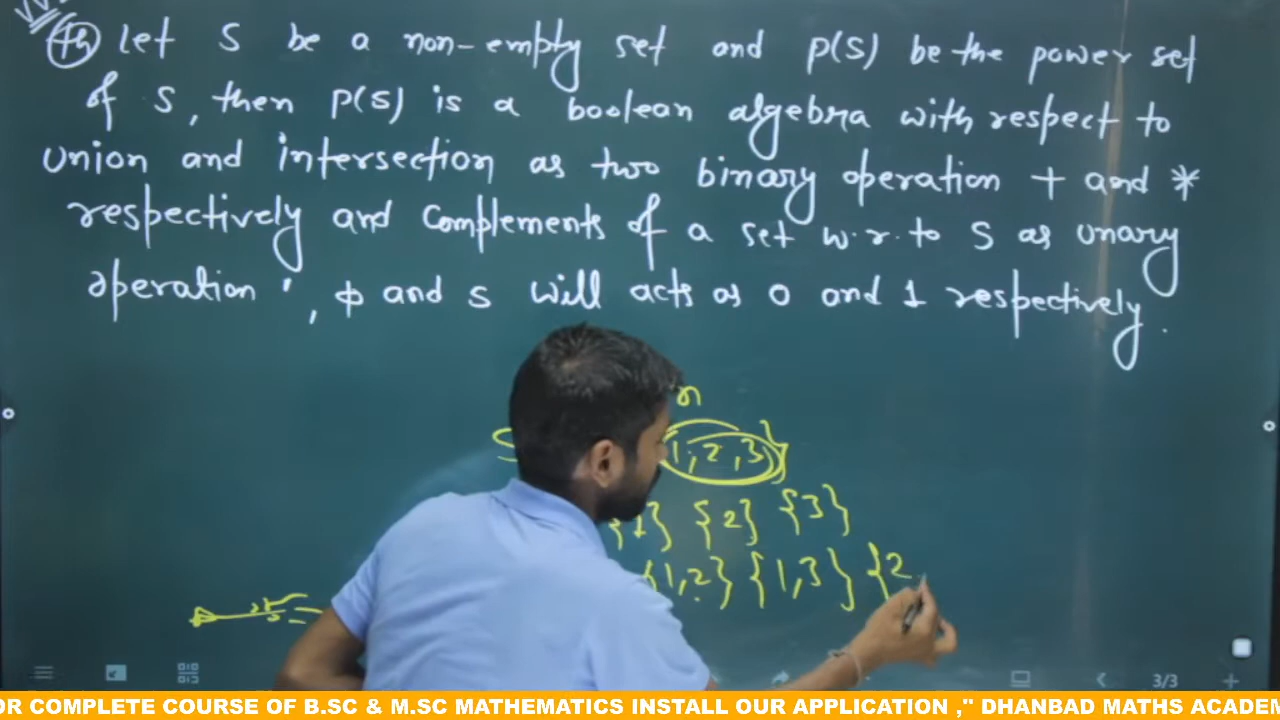 Th Let S be a non-empty set and P(S) be the power set
of S, then P(S) is a boolean algebra with respect to
union and intersection as two binary operation + and *
respectively and complements of a set w.r.to S as unary
operation ', ϕ and S will acts as 0 and 1 respectively.
n
S 1,2,3}
{1} {2} {3}
{1,2} {1,3} {2
3/3
OR COMPLETE COURSE OF B.SC & M.SC MATHEMATICS INSTALL OUR APPLICATION ," DHANBAD MATHS ACADEM